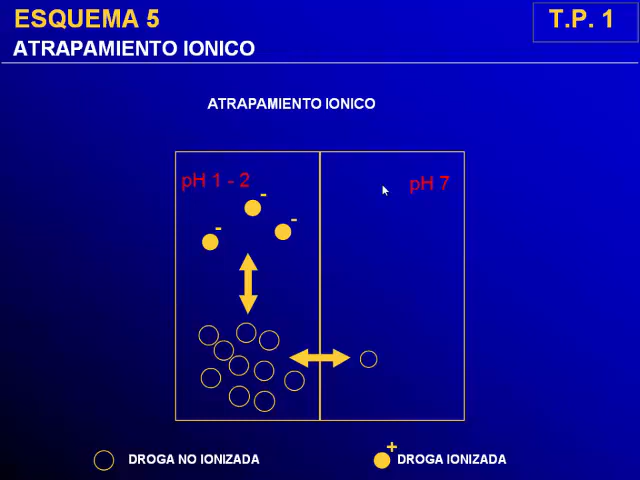 ESQUEMA 5
T.P. 1
ATRAPAMIENTO IONICO
ATRAPAMIENTO IONICO
pH 1 - 2
pH 7
-
-
-
+
DROGA NO IONIZADA
DROGA IONIZADA